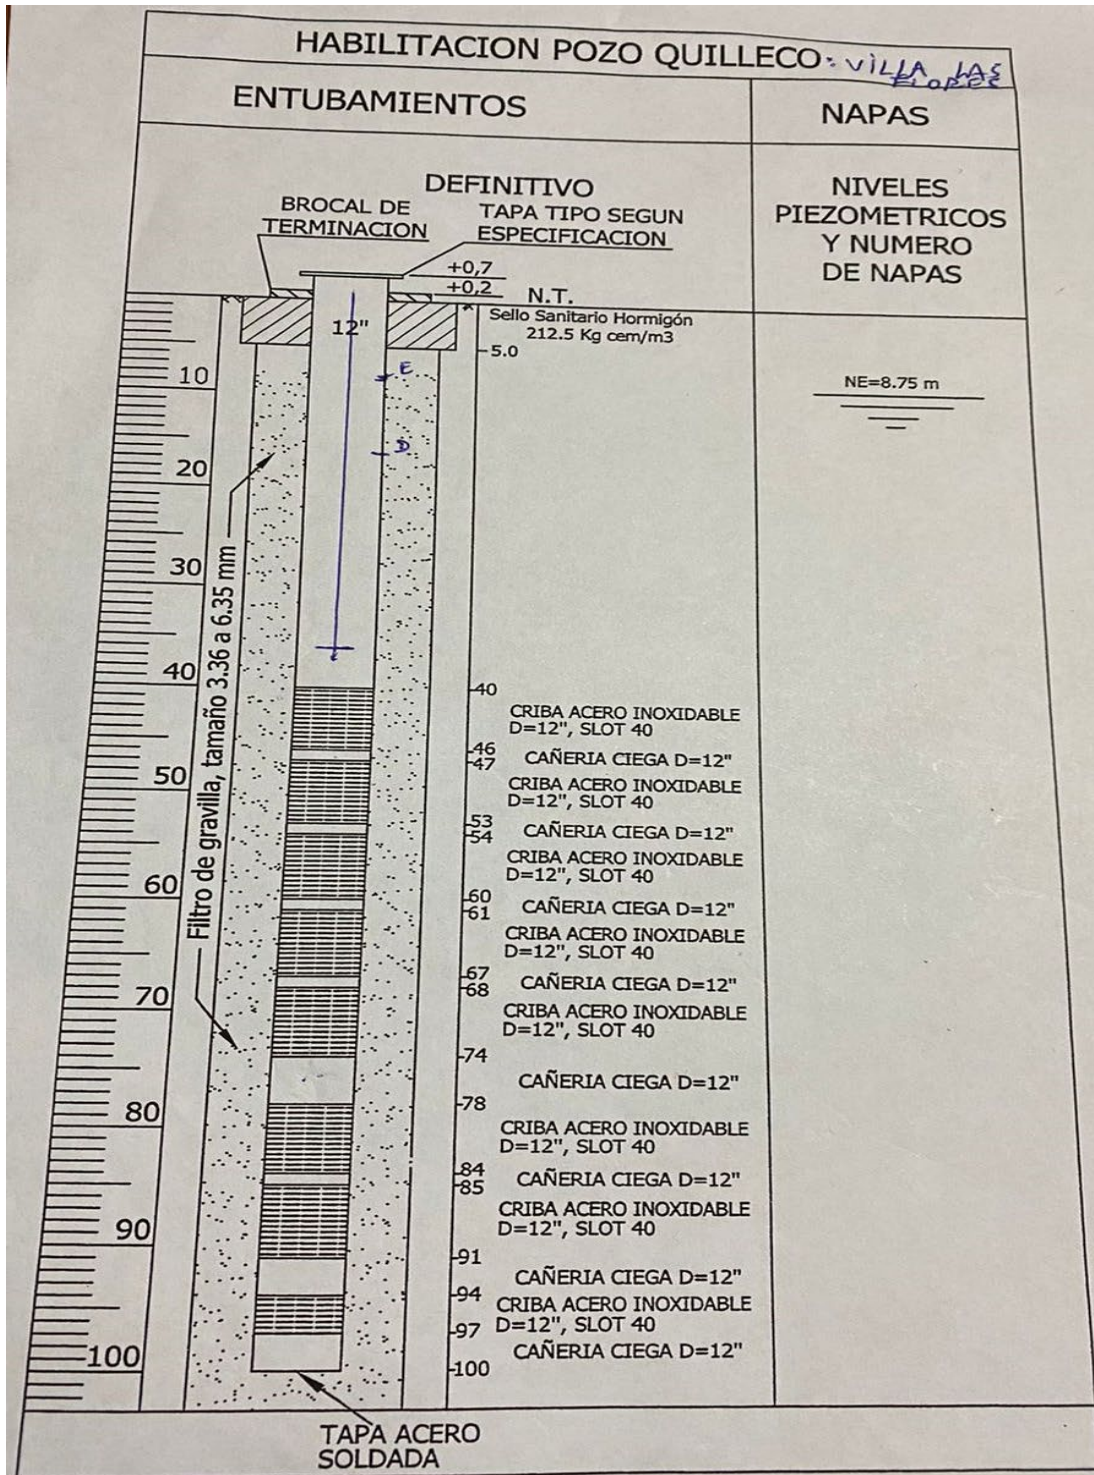 HABILITACION POZO QUILLECO: VILLA LAS
FLORES
ENTUBAMIENTOS
NAPAS
DEFINITIVO
BROCAL DE
TERMINACION
TAPA TIPO SEGUN
ESPECIFICACION
NIVELES
PIEZOMETRICOS
Y NUMERO
DE NAPAS
+0,7
+0,2
N.T.
12"
Sello Sanitario Hormigón
212.5 Kg cem/m3
5.0
E
10
NE=8.75 m
D
20
30
Filtro de gravilla, tamaño 3.36 a 6.35 mm
40
40
CRIBA ACERO INOXIDABLE
D=12", SLOT 40
46
CAÑERIA CIEGA D=12"
47
50
CRIBA ACERO INOXIDABLE
D=12", SLOT 40
53
CAÑERIA CIEGA D=12"
54
CRIBA ACERO INOXIDABLE
D=12", SLOT 40
60
60
CAÑERIA CIEGA D=12"
61
CRIBA ACERO INOXIDABLE
D=12", SLOT 40
67
CAÑERIA CIEGA D=12"
68
70
CRIBA ACERO INOXIDABLE
D=12", SLOT 40
74
CAÑERIA CIEGA D=12"
78
80
CRIBA ACERO INOXIDABLE
D=12", SLOT 40
84
CAÑERIA CIEGA D=12"
85
CRIBA ACERO INOXIDABLE
D=12", SLOT 40
90
91
CAÑERIA CIEGA D=12"
94
CRIBA ACERO INOXIDABLE
D=12", SLOT 40
97
CAÑERIA CIEGA D=12"
100
100
TAPA ACERO
SOLDADA